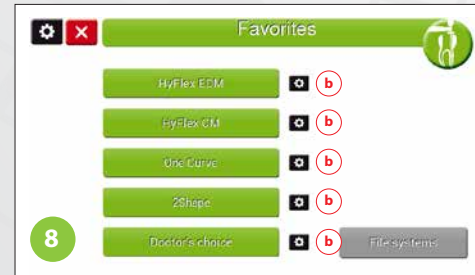 Favorites
HyFlex EDM
b
HyFlex CM
b
One Curve
b
2Shape
b
Doctor's choice
b
File systems
8